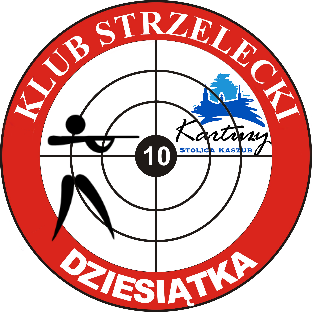 KLUB STRZELECKI
10
Kartuzy
STOLICA KASZUB
DZIESIĄTKA